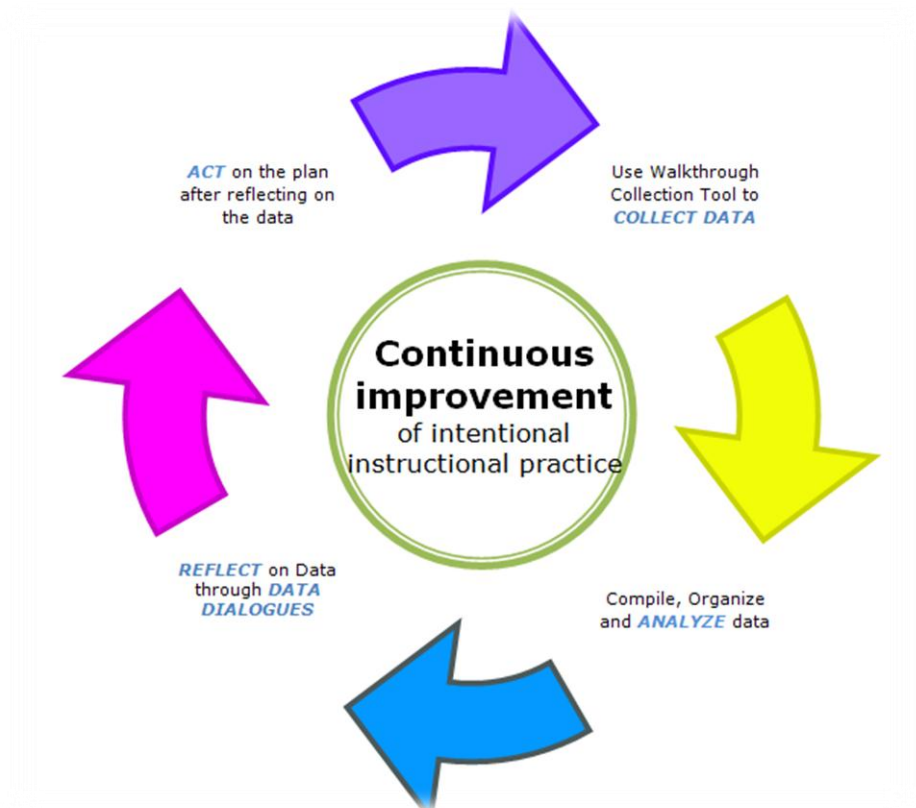 ACT on the plan
after reflecting on
the data
Use Walkthrough
Collection Tool to
COLLECT DATA
Continuous
improvement
of intentional
instructional practice
REFLECT on Data
through DATA
DIALOGUES
Compile, Organize
and ANALYZE data